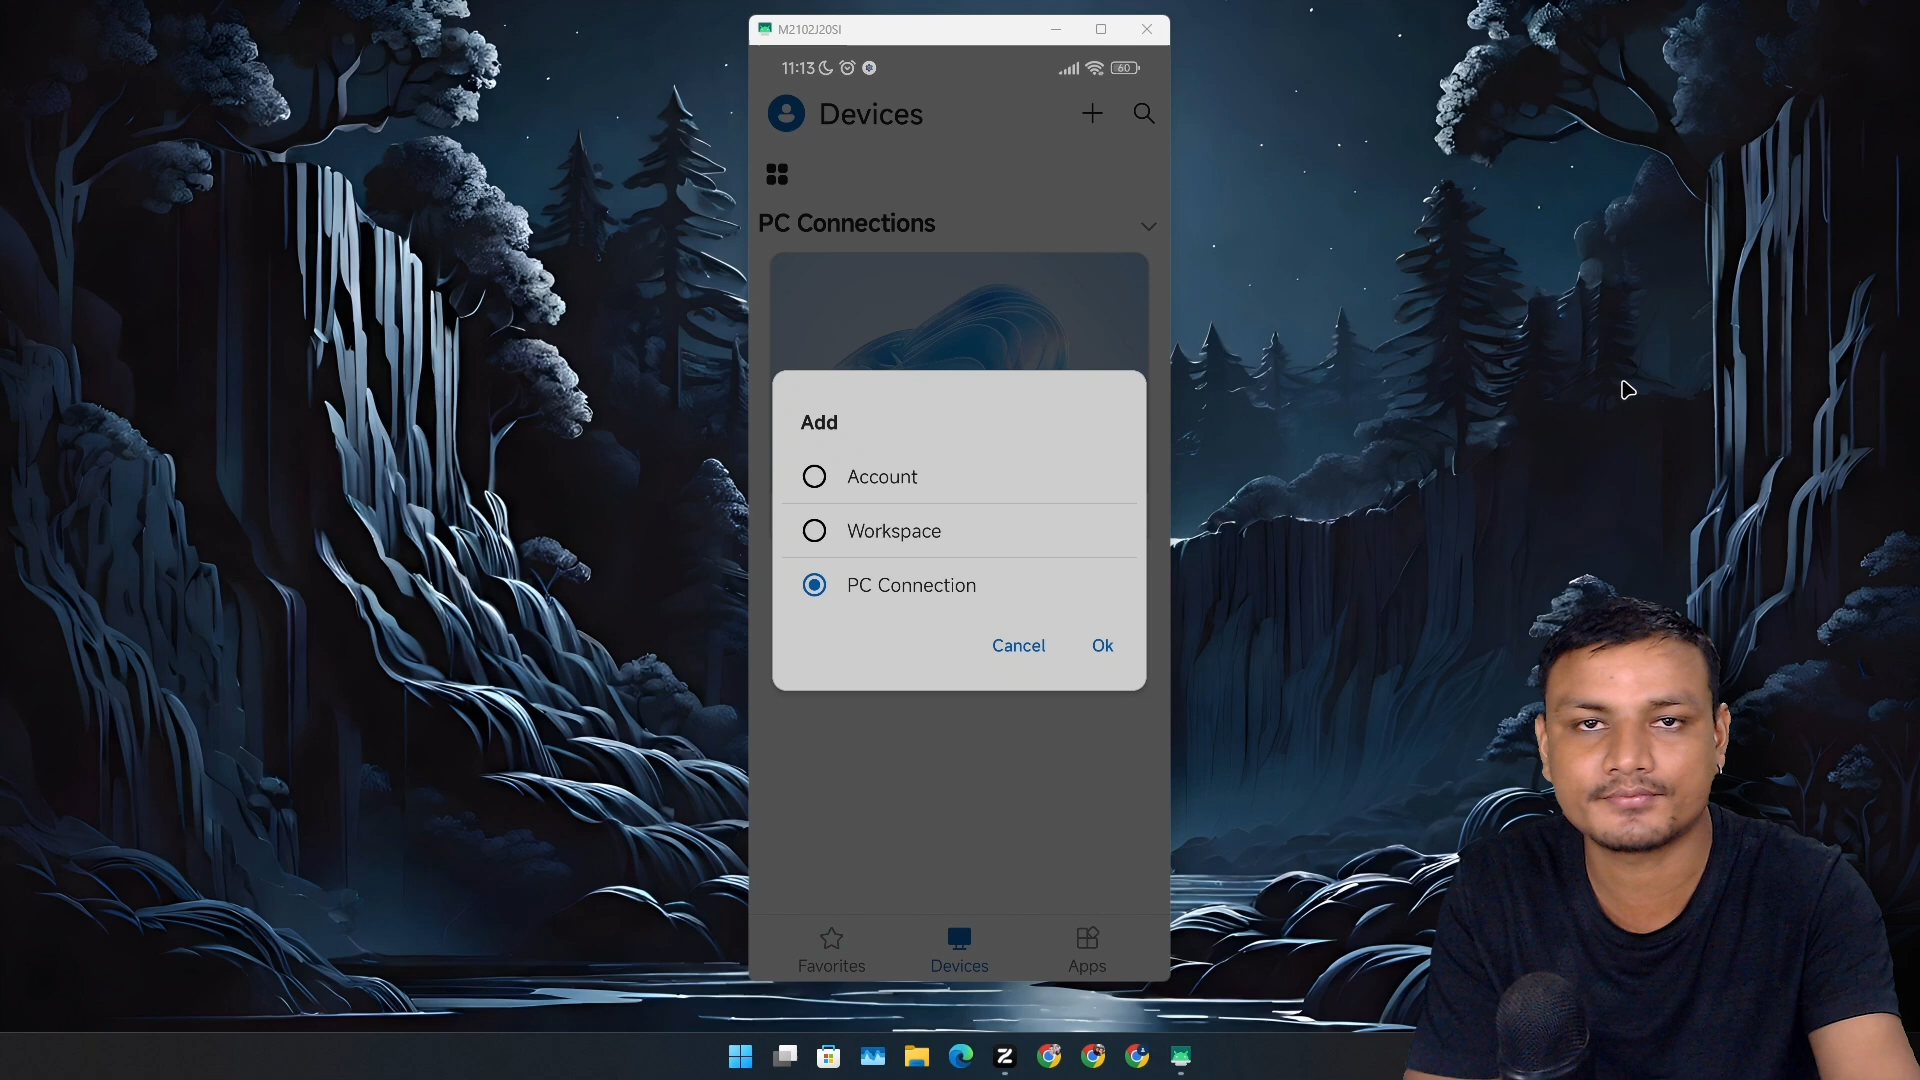 M2102J20SI
11:13
60
Devices
PC Connections
Add
Account
Workspace
PC Connection
Cancel
Ok
Favorites
Devices
Apps